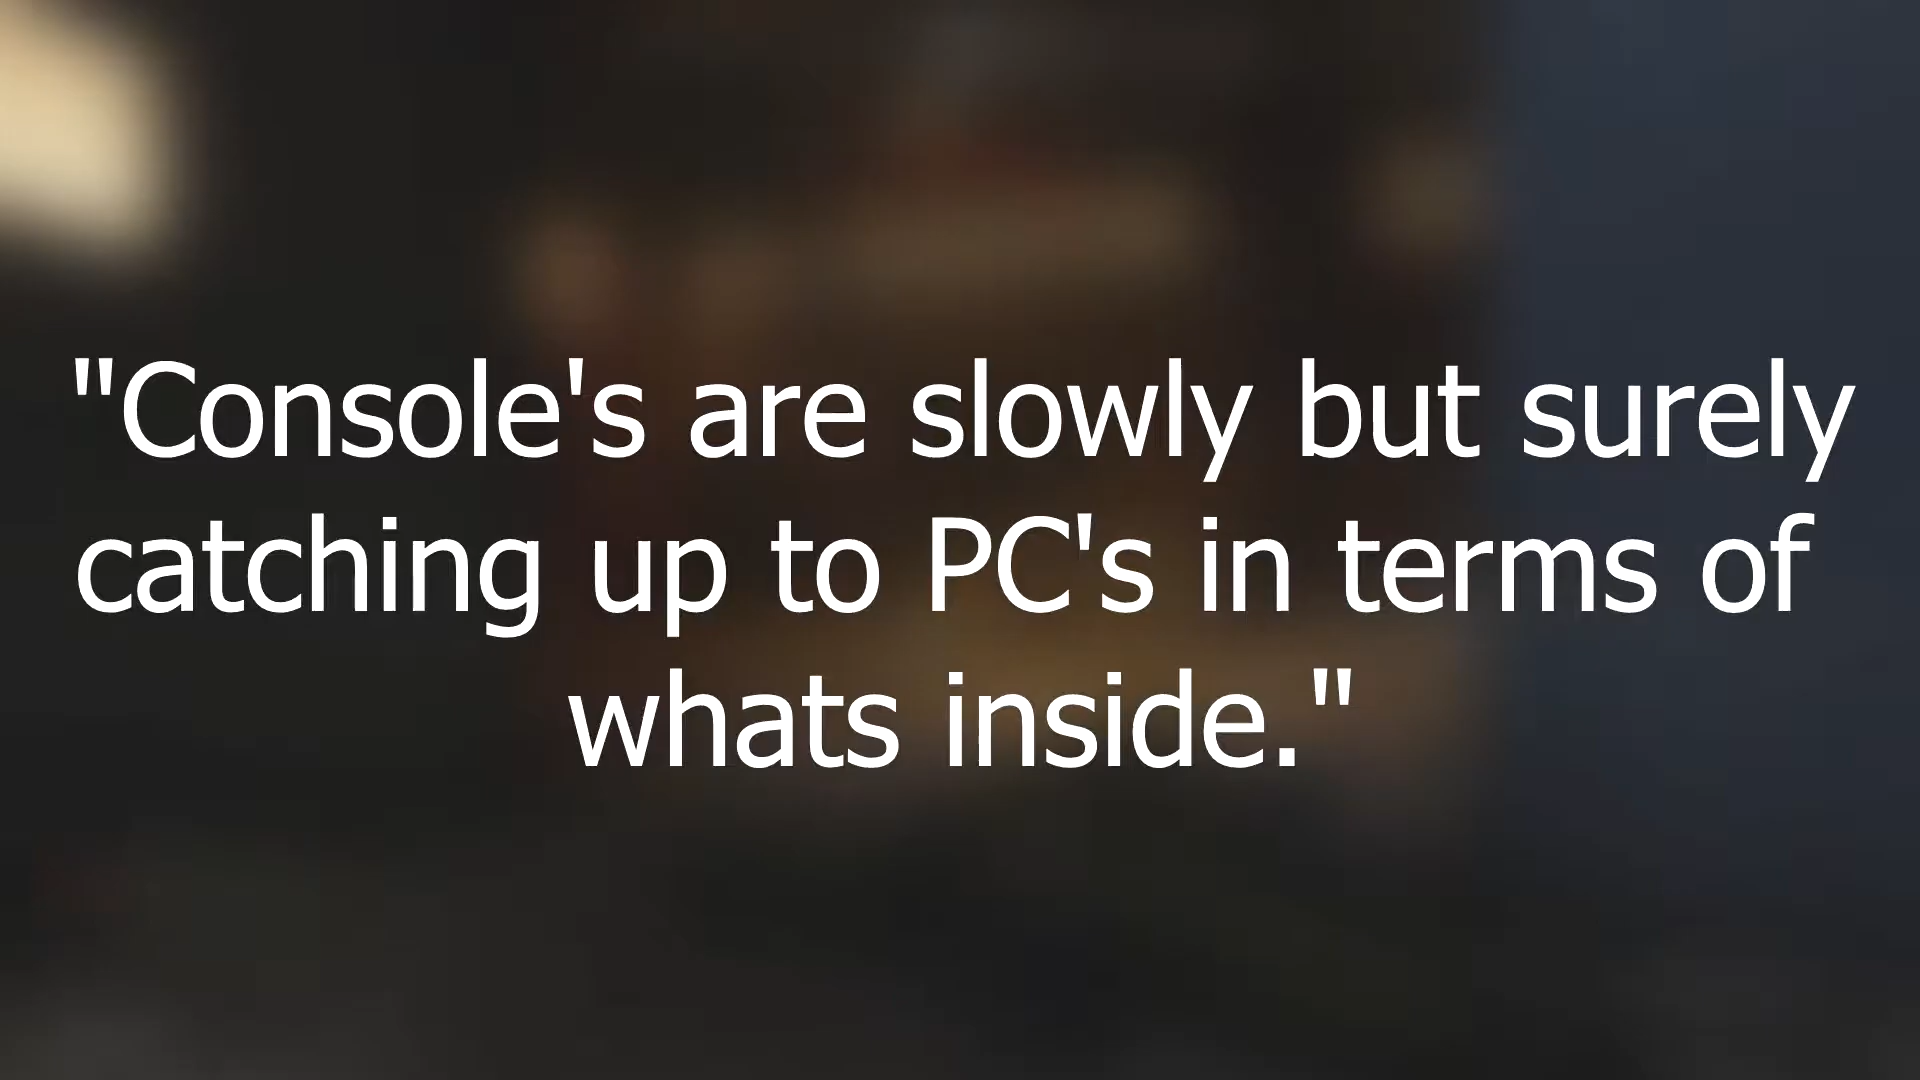 "Console's are slowly but surely
catching up to PC's in terms of
whats inside."